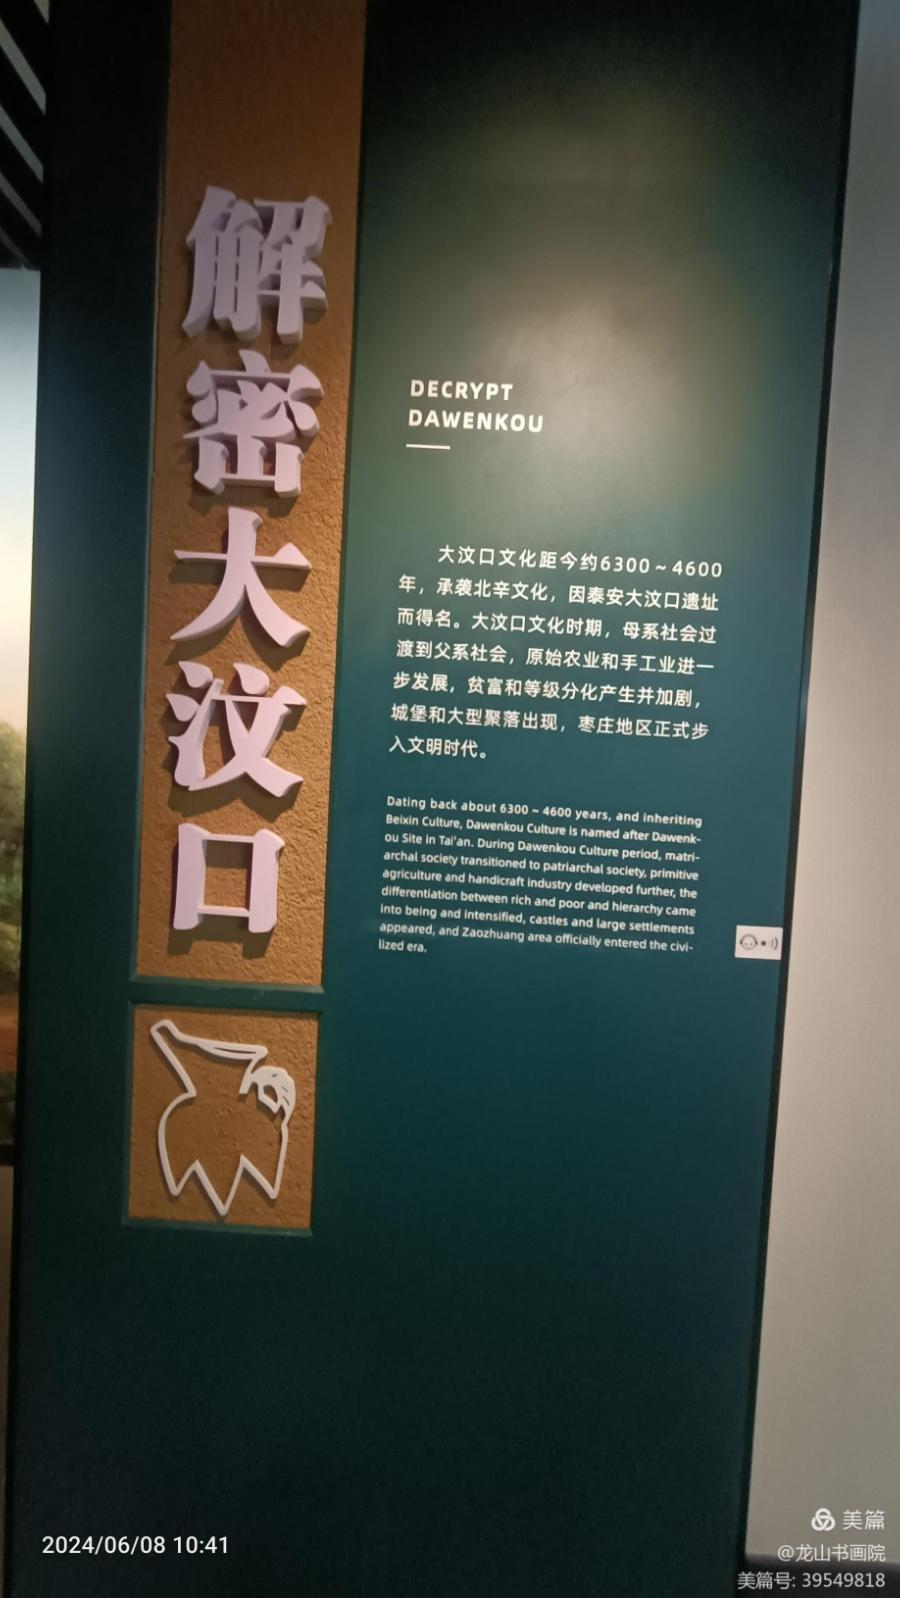 解密大汶口
DECRYPT
DAWENKOU
大汶口文化距今约6300～4600
年，承袭北辛文化，因泰安大汶口遗址
而得名。大汶口文化时期，母系社会过
渡到父系社会，原始农业和手工业进一
步发展，贫富和等级分化产生并加剧，
城堡和大型聚落出现，枣庄地区正式步
入文明时代。
Dating back about 6300 ~ 4600 years, and inheriting
Beixin Culture, Dawenkou Culture is named after Dawenk-
ou Site in Tai'an. During Dawenkou Culture period, matri-
archal society transitioned to patriarchal society, primitive
agriculture and handicraft industry developed further, the
differentiation between rich and poor and hierarchy came
into being and intensified, castles and large settlements
appeared, and Zaozhuang area officially entered the civi-
lized era.
2024/06/08 10:41
美篇
@龙山书画院
美篇号: 39549818